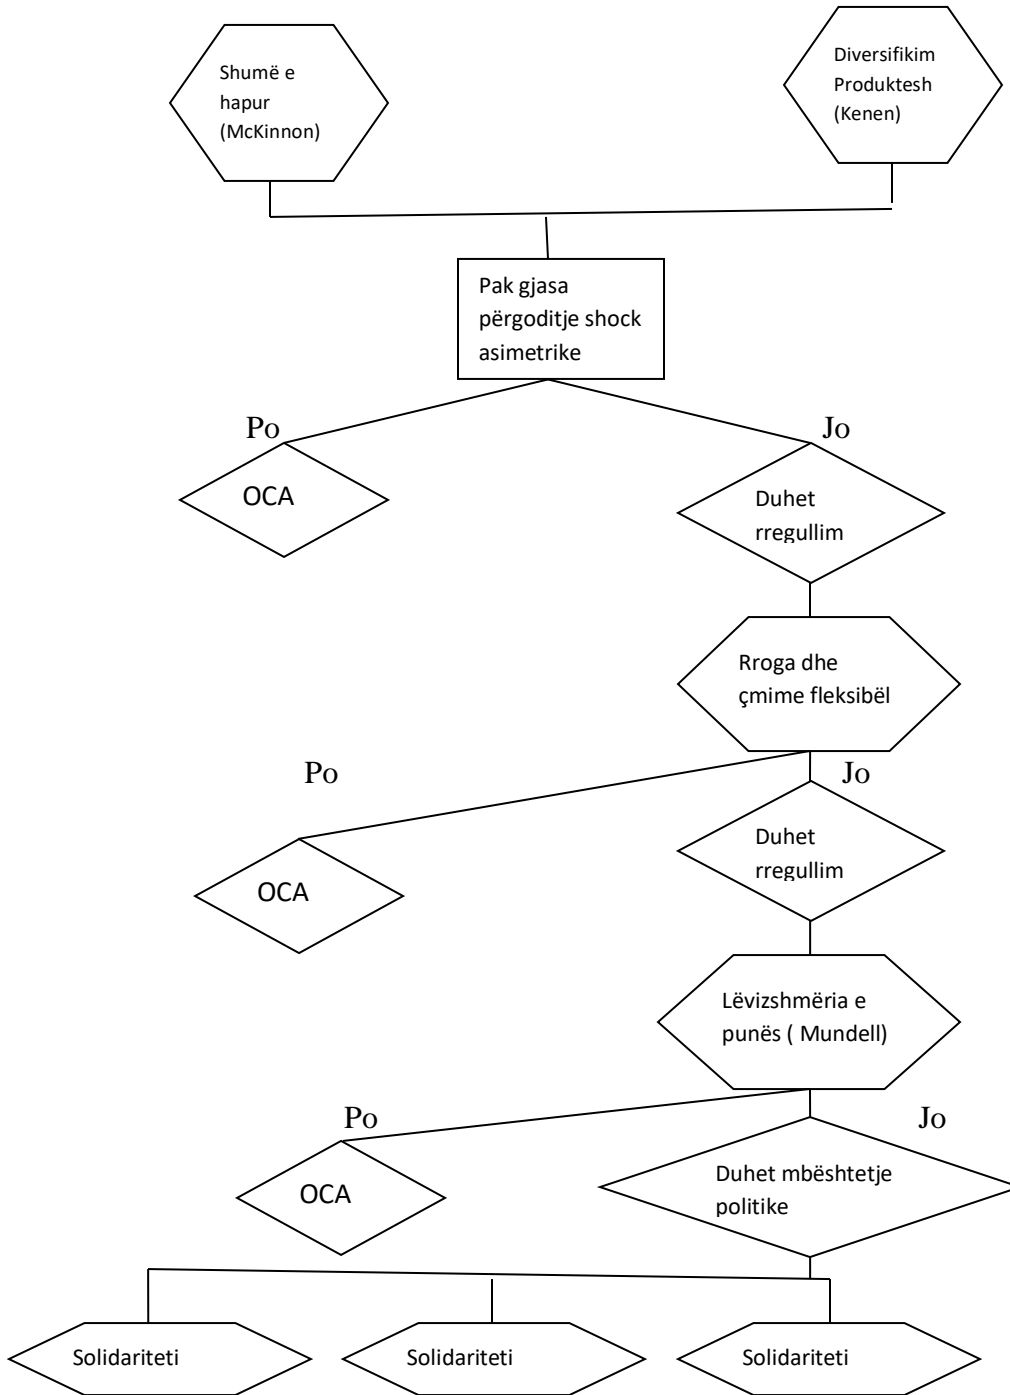 Shumë e
hapur
(McKinnon)
Diversifikim
Produktesh
(Kenen)
Pak gjasa
përgoditje shock
asimetrike
Po
Jo
OCA
Duhet
rregullim
Rroga dhe
çmime fleksibël
Po
Jo
Duhet
rregullim
OCA
Lëvizshmëria e
punës ( Mundell)
Po
Jo
OCA
Duhet mbështetje
politike
Solidariteti
Solidariteti
Solidariteti